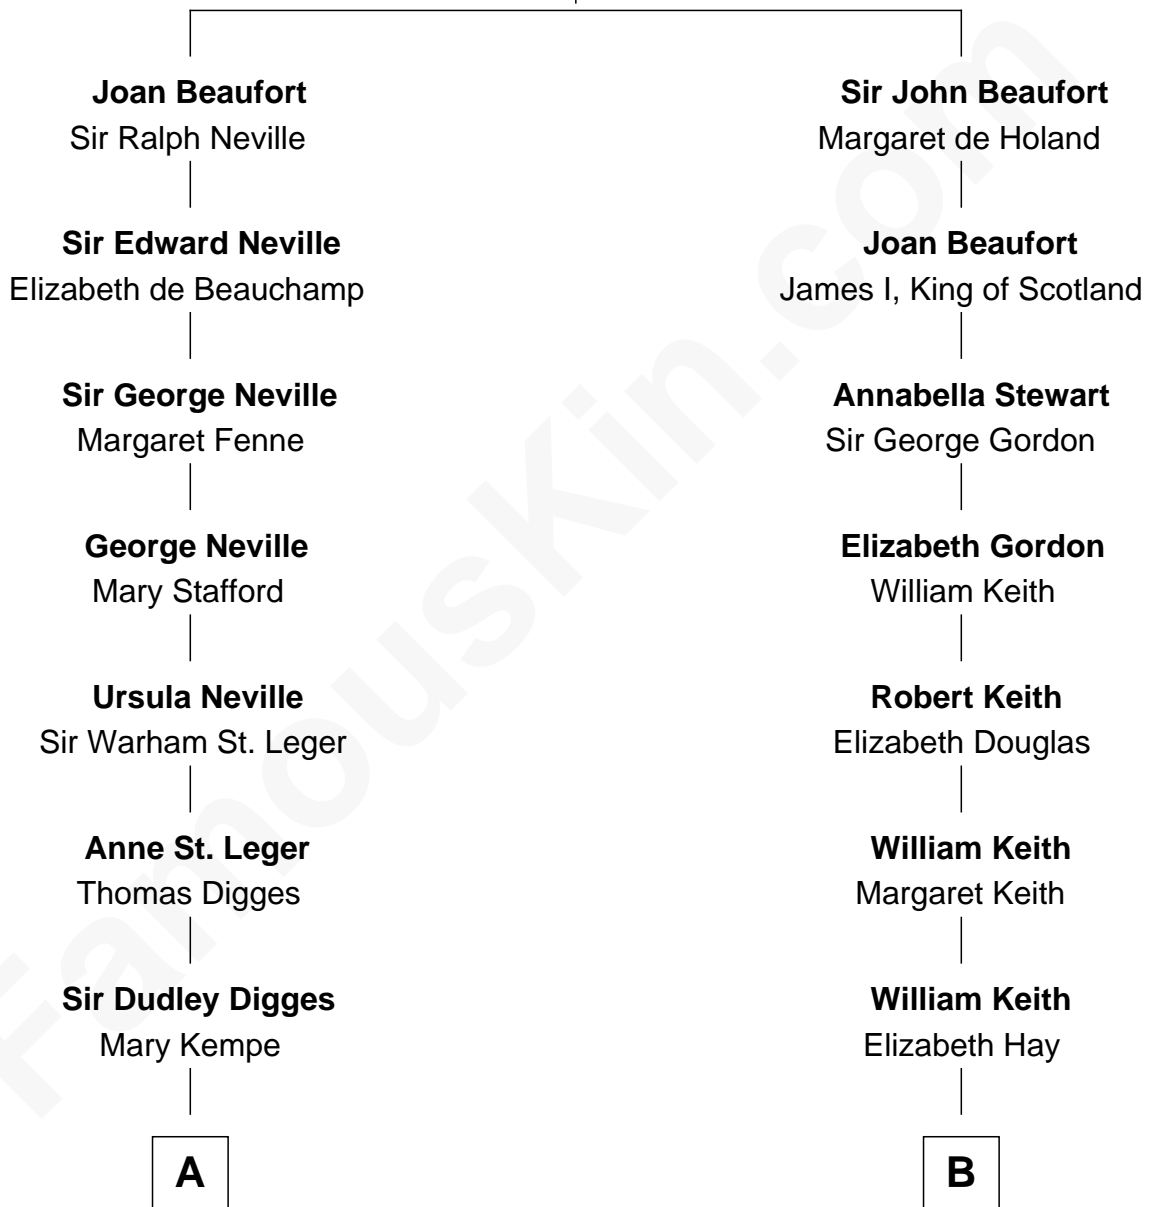 Joan Beaufort
Sir Ralph Neville
Sir Edward Neville
Elizabeth de Beauchamp
Sir George Neville
Margaret Fenne
George Neville
Mary Stafford
Ursula Neville
Sir Warham St. Leger
Anne St. Leger
Thomas Digges
Sir Dudley Digges
Mary Kempe
A
Sir John Beaufort
Margaret de Holand
Joan Beaufort
James I, King of Scotland
Annabella Stewart
Sir George Gordon
Elizabeth Gordon
William Keith
Robert Keith
Elizabeth Douglas
William Keith
Margaret Keith
William Keith
Elizabeth Hay
B
FamousKin.com